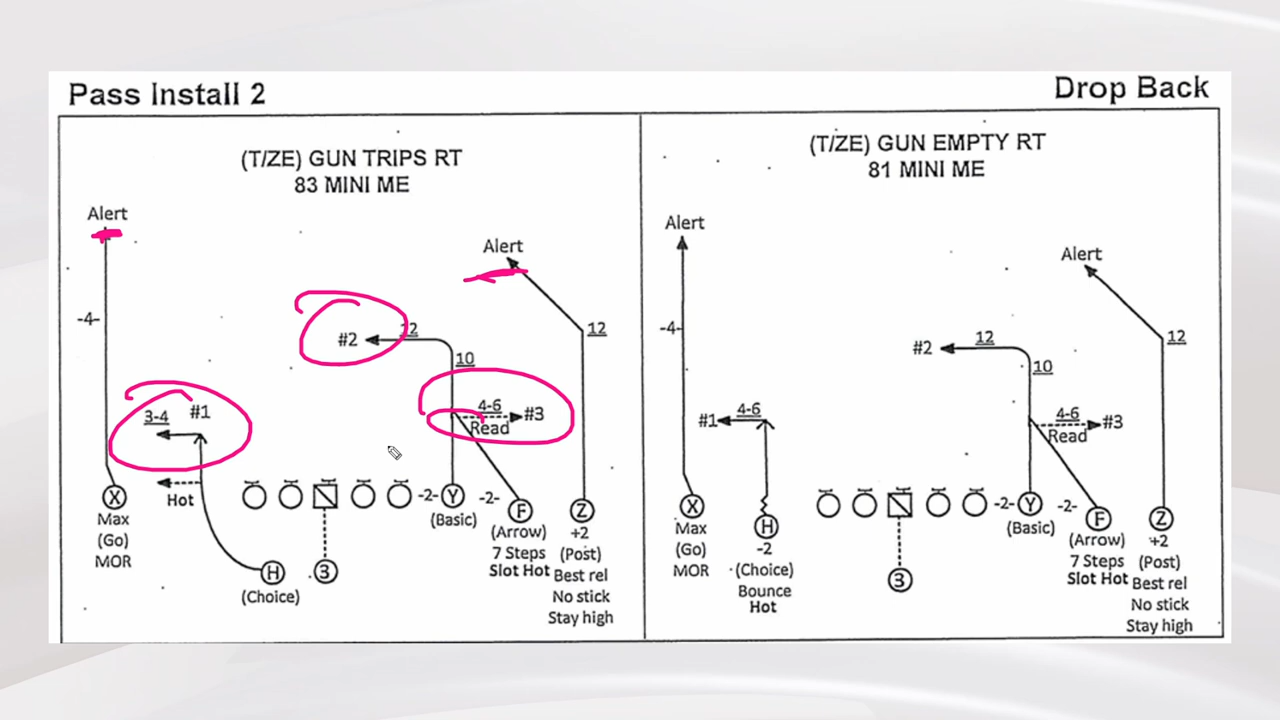 Pass Install 2
Drop Back
(T/ZE) GUN TRIPS RT
83 MINI ME
Alert
Alert
-4-
#2
12
12
10
3-4
#1
4-6
#3
Read
Hot
X
Y
-2-
-2-
F
Z
Max
(Go)
MOR
(Basic)
(Arrow)
7 Steps
Slot Hot
+2
(Post)
Best rel
No stick
Stay high
H
(Choice)
3
(T/ZE) GUN EMPTY RT
81 MINI ME
Alert
Alert
-4-
#2
12
12
10
#1
4-6
4-6
#3
Read
X
H
-2-
Y
-2-
F
Z
Max
(Go)
MOR
-2
(Choice)
Bounce
Hot
(Basic)
(Arrow)
7 Steps
Slot Hot
+2
(Post)
Best rel
No stick
Stay high
3